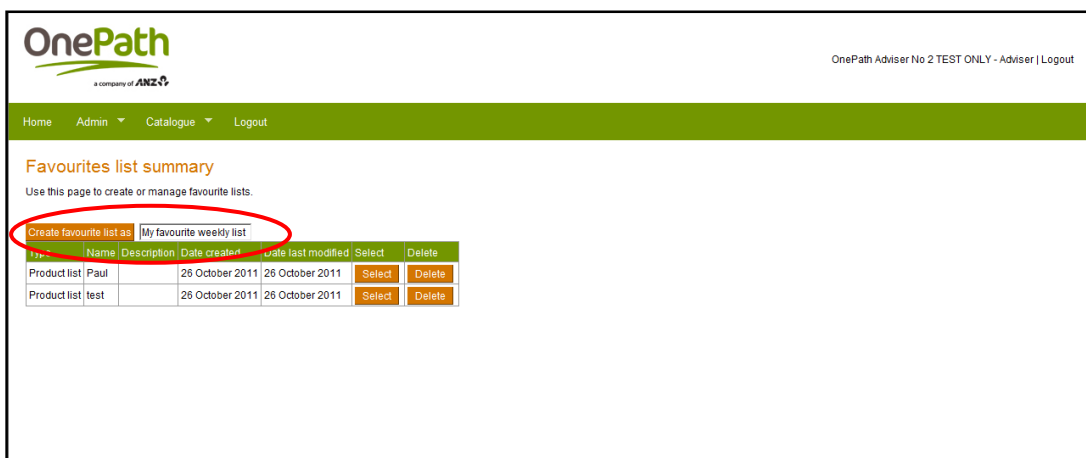 OnePath
a company of ANZ
OnePath Adviser No 2 TEST ONLY - Adviser | Logout
Home Admin Catalogue Logout
Favourites list summary
Use this page to create or manage favourite lists.
Create favourite list as My favourite weekly list
Type Name Description Date created Date last modified Select Delete
Product list Paul 26 October 2011 26 October 2011 Select Delete
Product list test 26 October 2011 26 October 2011 Select Delete